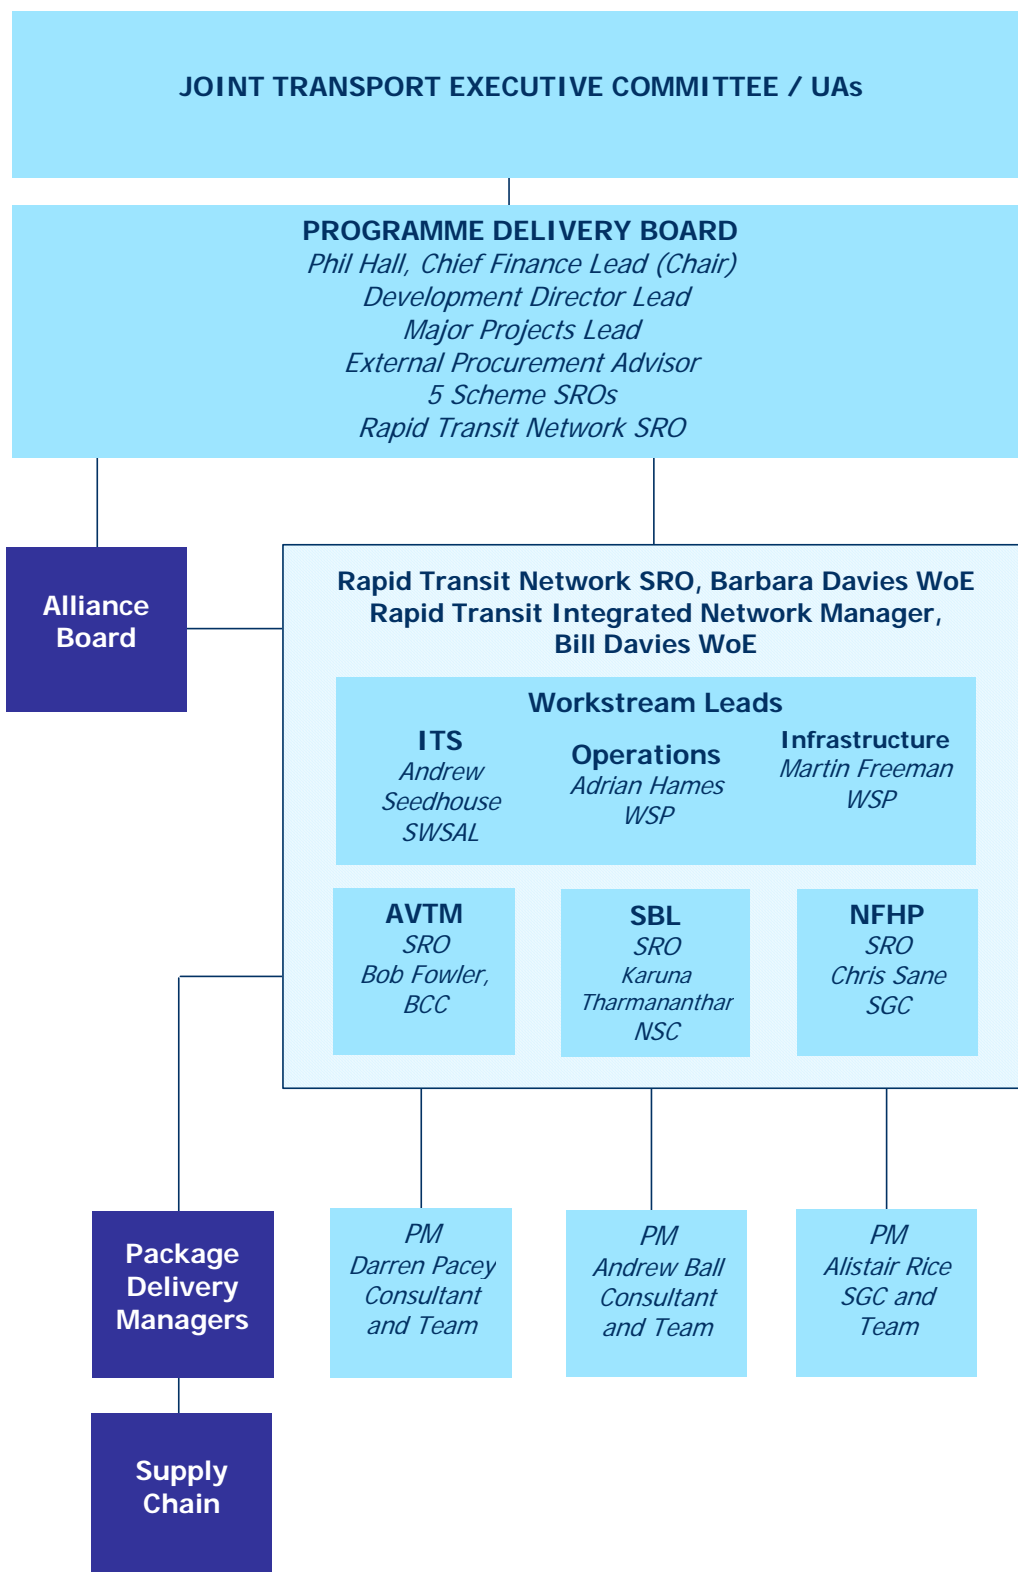 JOINT TRANSPORT EXECUTIVE COMMITTEE / UAs
PROGRAMME DELIVERY BOARD
Phil Hall, Chief Finance Lead (Chair)
Development Director Lead
Major Projects Lead
External Procurement Advisor
5 Scheme SROs
Rapid Transit Network SRO
Alliance
Board
Rapid Transit Network SRO, Barbara Davies WoE
Rapid Transit Integrated Network Manager,
Bill Davies WoE
Workstream Leads
ITS
Andrew
Seedhouse
SWSAL
Operations
Adrian Hames
WSP
Infrastructure
Martin Freeman
WSP
AVTM
SRO
Bob Fowler,
BCC
SBL
SRO
Karuna
Tharmananthar
NSC
NFHP
SRO
Chris Sane
SGC
Package
Delivery
Managers
PM
Darren Pacey
Consultant
and Team
PM
Andrew Ball
Consultant
and Team
PM
Alistair Rice
SGC and
Team
Supply
Chain